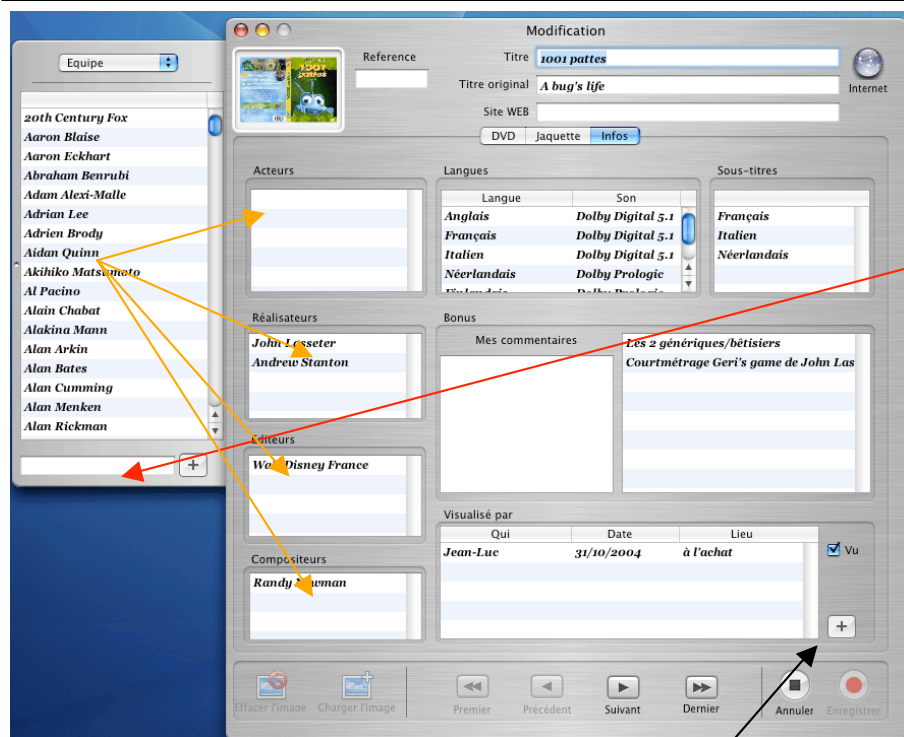 Equipe
20th Century Fox
Aaron Blaise
Aaron Eckhart
Abraham Benrubi
Adam Alexi-Malle
Adrian Lee
Adrien Brody
Aidan Quinn
Akihiko Matsumoto
Al Pacino
Alain Chabat
Alakina Mann
Alan Arkin
Alan Bates
Alan Cumming
Alan Menken
Alan Rickman
+
Modification
Reference
Titre 1001 pattes
Titre original A bug's life
Site WEB
Internet
DVD Jaquette Infos
Acteurs
Langues
Langue Son
Anglais Dolby Digital 5.1
Français Dolby Digital 5.1
Italien Dolby Digital 5.1
Néerlandais Dolby Prologic
Finlandais Dolby Prologic
Sous-titres
Français
Italien
Néerlandais
Réalisateurs
John Lasseter
Andrew Stanton
Bonus
Mes commentaires
Les 2 génériques/bêtisiers
Courtmétrage Geri's game de John Las
Editeurs
Walt Disney France
Compositeurs
Randy Newman
Visualisé par
Qui Date Lieu
Jean-Luc 31/10/2004 à l'achat
Vu
+
Effacer l'image Charger l'image Premier Précédent Suivant Dernier Annuler Enregistrer